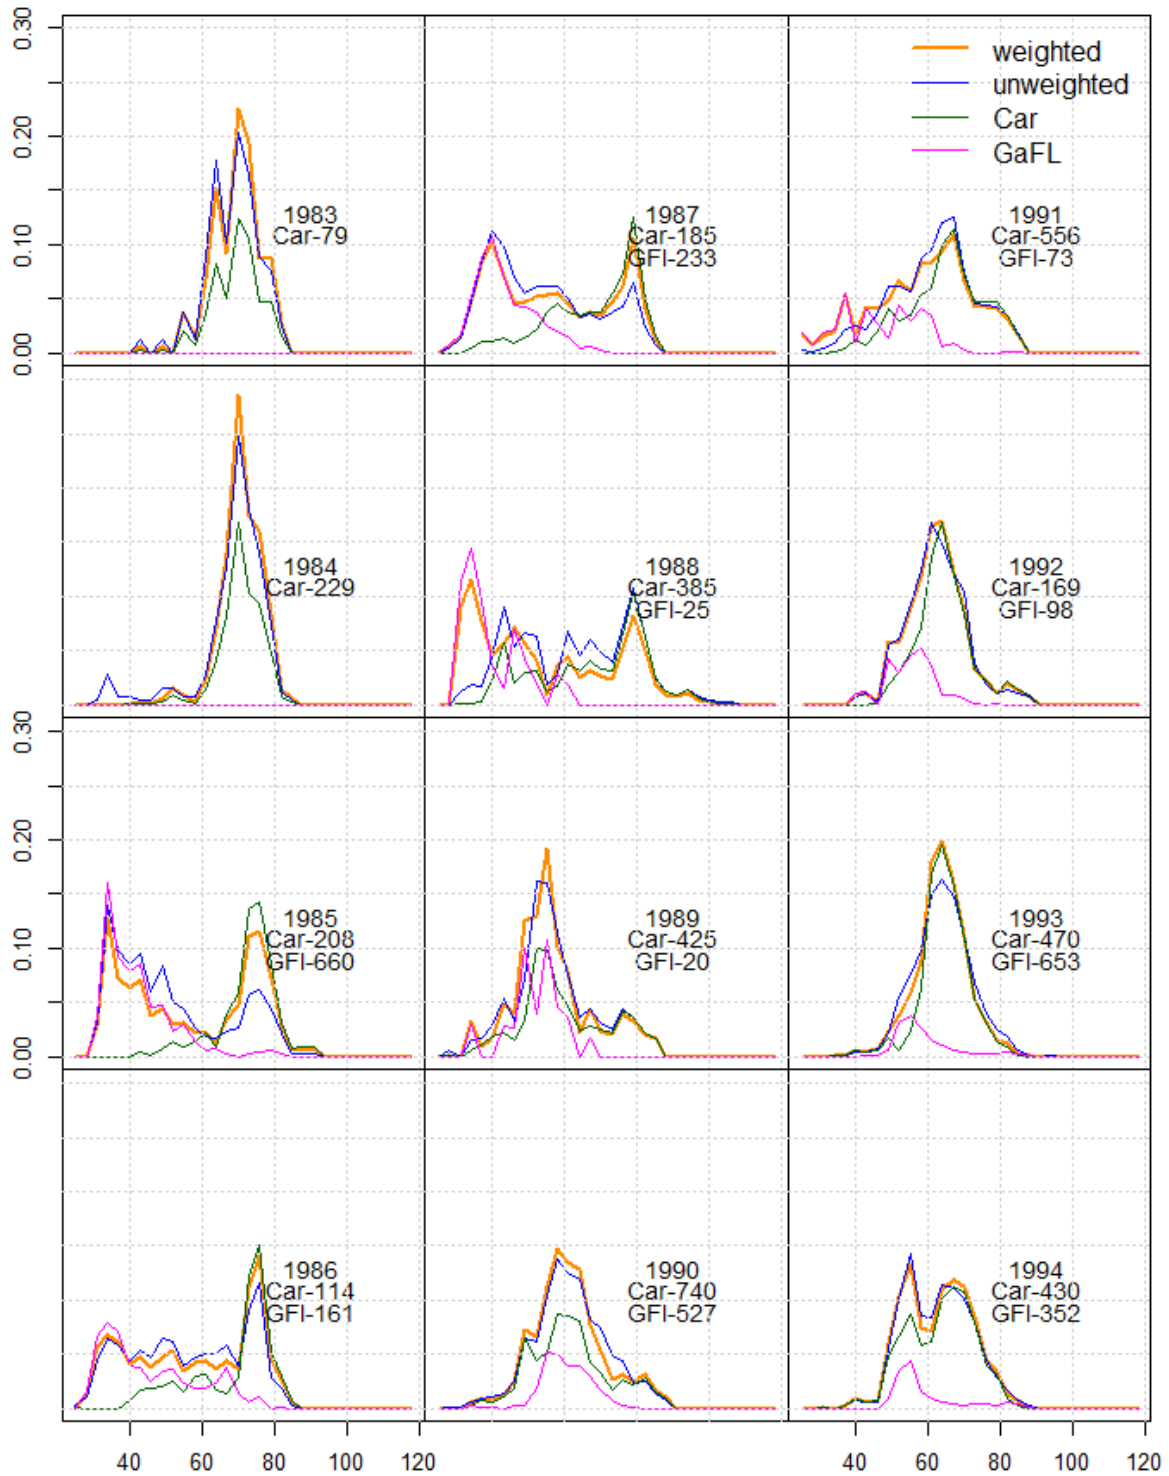 0.30
0.20
0.10
0.00
1983
Car-79
1987
Car-185
GFI-233
weighted
unweighted
Car
GaFL
1991
Car-556
GFI-73
1984
Car-229
1988
Car-385
GFI-25
1992
Car-169
GFI-98
0.30
0.20
0.10
0.00
1985
Car-208
GFI-660
1989
Car-425
GFI-20
1993
Car-470
GFI-653
1986
Car-114
GFI-161
1990
Car-740
GFI-527
1994
Car-430
GFI-352
40 60 80 100 120 40 60 80 100 120